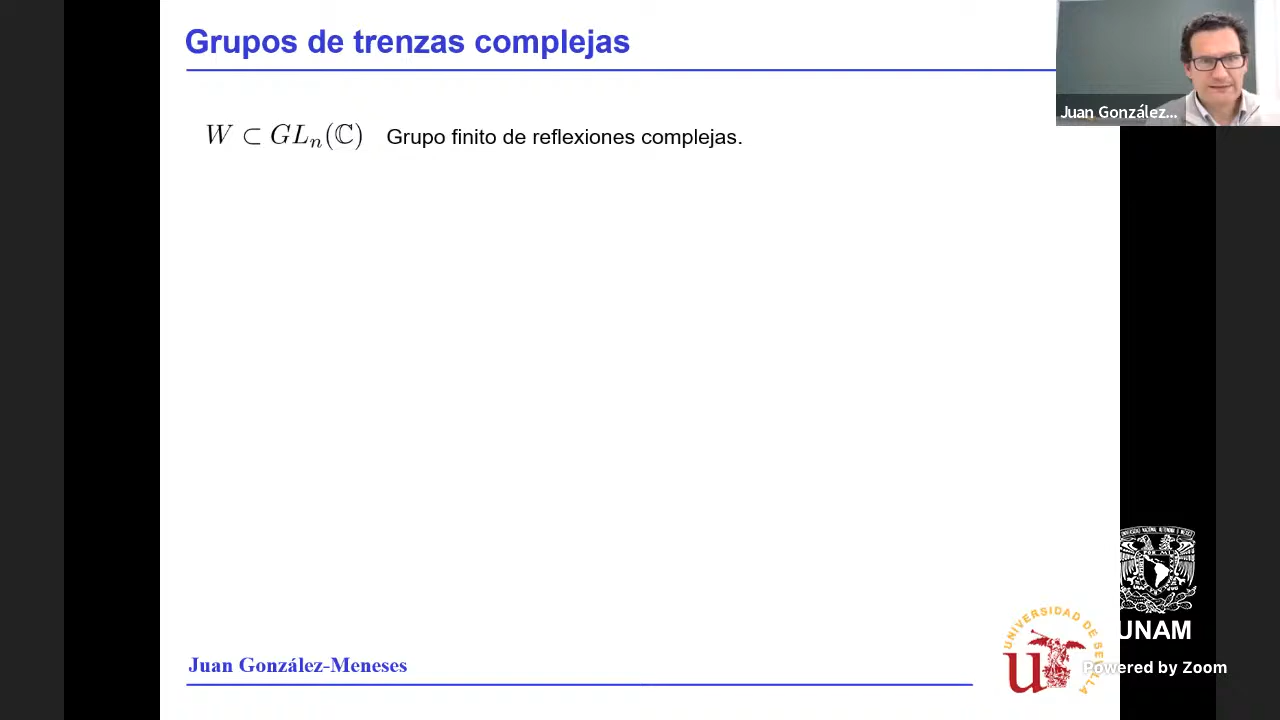 Grupos de trenzas complejas
Juan González...
W ⊂ GLₙ(ℂ) Grupo finito de reflexiones complejas.
UNIVERSIDAD DE SEVILLA
UNAM
Juan González-Meneses
Powered by Zoom